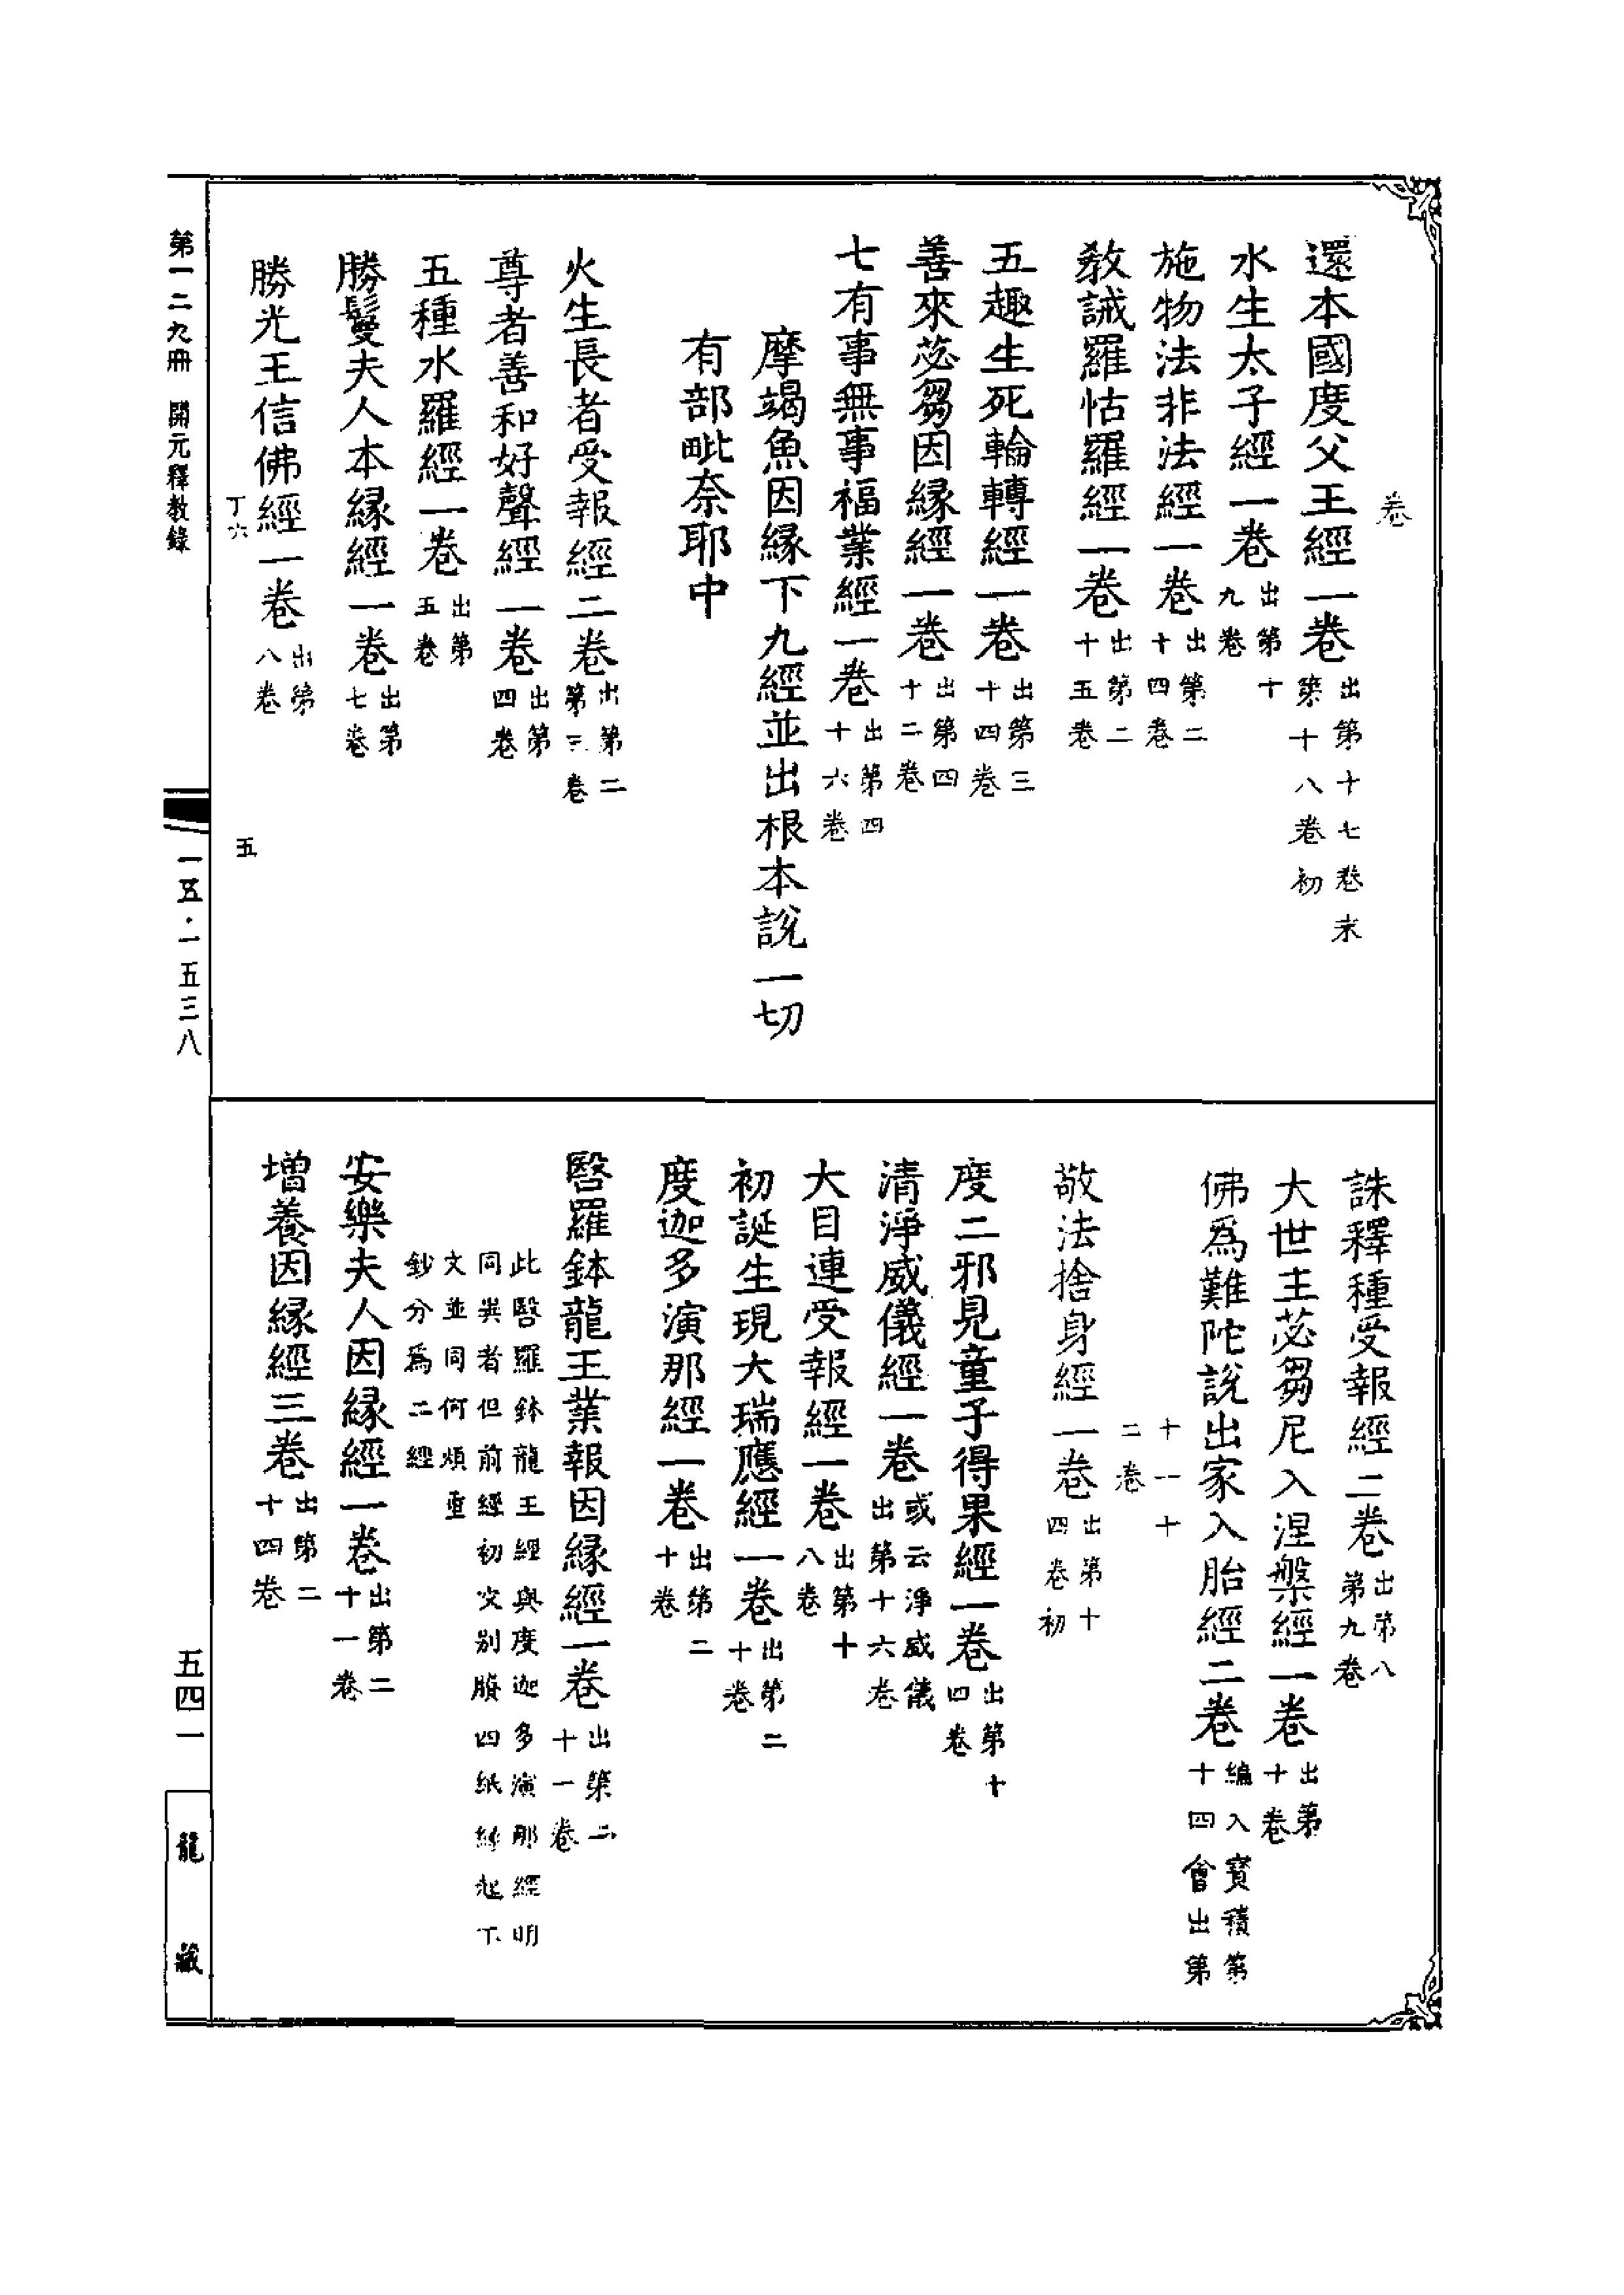 卷
還本國度父王經一卷出第十七卷末第十八卷初
水生太子經一卷出第十九卷
施物法非法經一卷出第二十四卷
教誡羅怙羅經一卷出第二十五卷
五趣生死輪轉經一卷出第三十四卷
善來苾芻因緣經一卷出第四十二卷
七有事無事福業經一卷出第四十六卷
摩竭魚因緣下九經並出根本說一切
有部毗奈耶中
火生長者受報經二卷出第二第三卷
尊者善和好聲經一卷出第四卷
五種水羅經一卷出第五卷
勝鬘夫人本緣經一卷出第七卷
勝光王信佛經一卷出第八卷
丁六 五
誅釋種受報經二卷出第八第九卷
大世主苾芻尼入涅槃經一卷出第十卷
佛爲難陀說出家入胎經二卷編入寶積第十四會出第
十一十二卷
敬法捨身經一卷出第十四卷初
度二邪見童子得果經一卷出第十四卷
清淨威儀經一卷或云淨威儀出第十六卷
大目連受報經一卷出第十八卷
初誕生現大瑞應經一卷出第二十卷
度迦多演那經一卷出第二十卷
醫羅鉢龍王業報因緣經一卷出第二十一卷
此醫羅鉢龍王經與度迦多演那經明
同異者但前經初文別賸四紙緣起下
文並同何煩重
鈔分爲二經
安樂夫人因緣經一卷出第二十一卷
增養因緣經三卷出第二十四卷
第一二九冊 開元釋教錄
一五·一五三八
五四一
龍藏